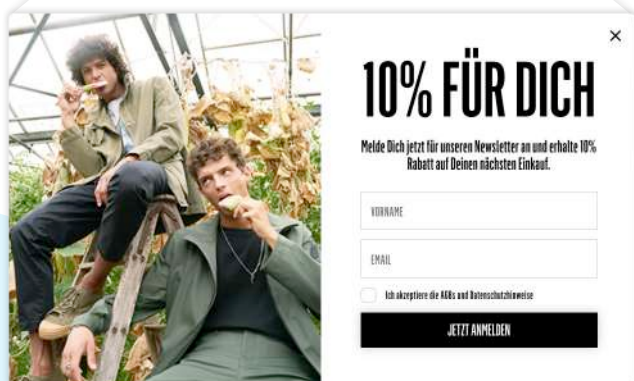 10% FÜR DICH
Melde Dich jetzt für unseren Newsletter an und erhalte 10%
Rabatt auf Deinen nächsten Einkauf.
VORNAME
EMAIL
Ich akzeptiere die AGBs und Datenschutzhinweise
JETZT ANMELDEN